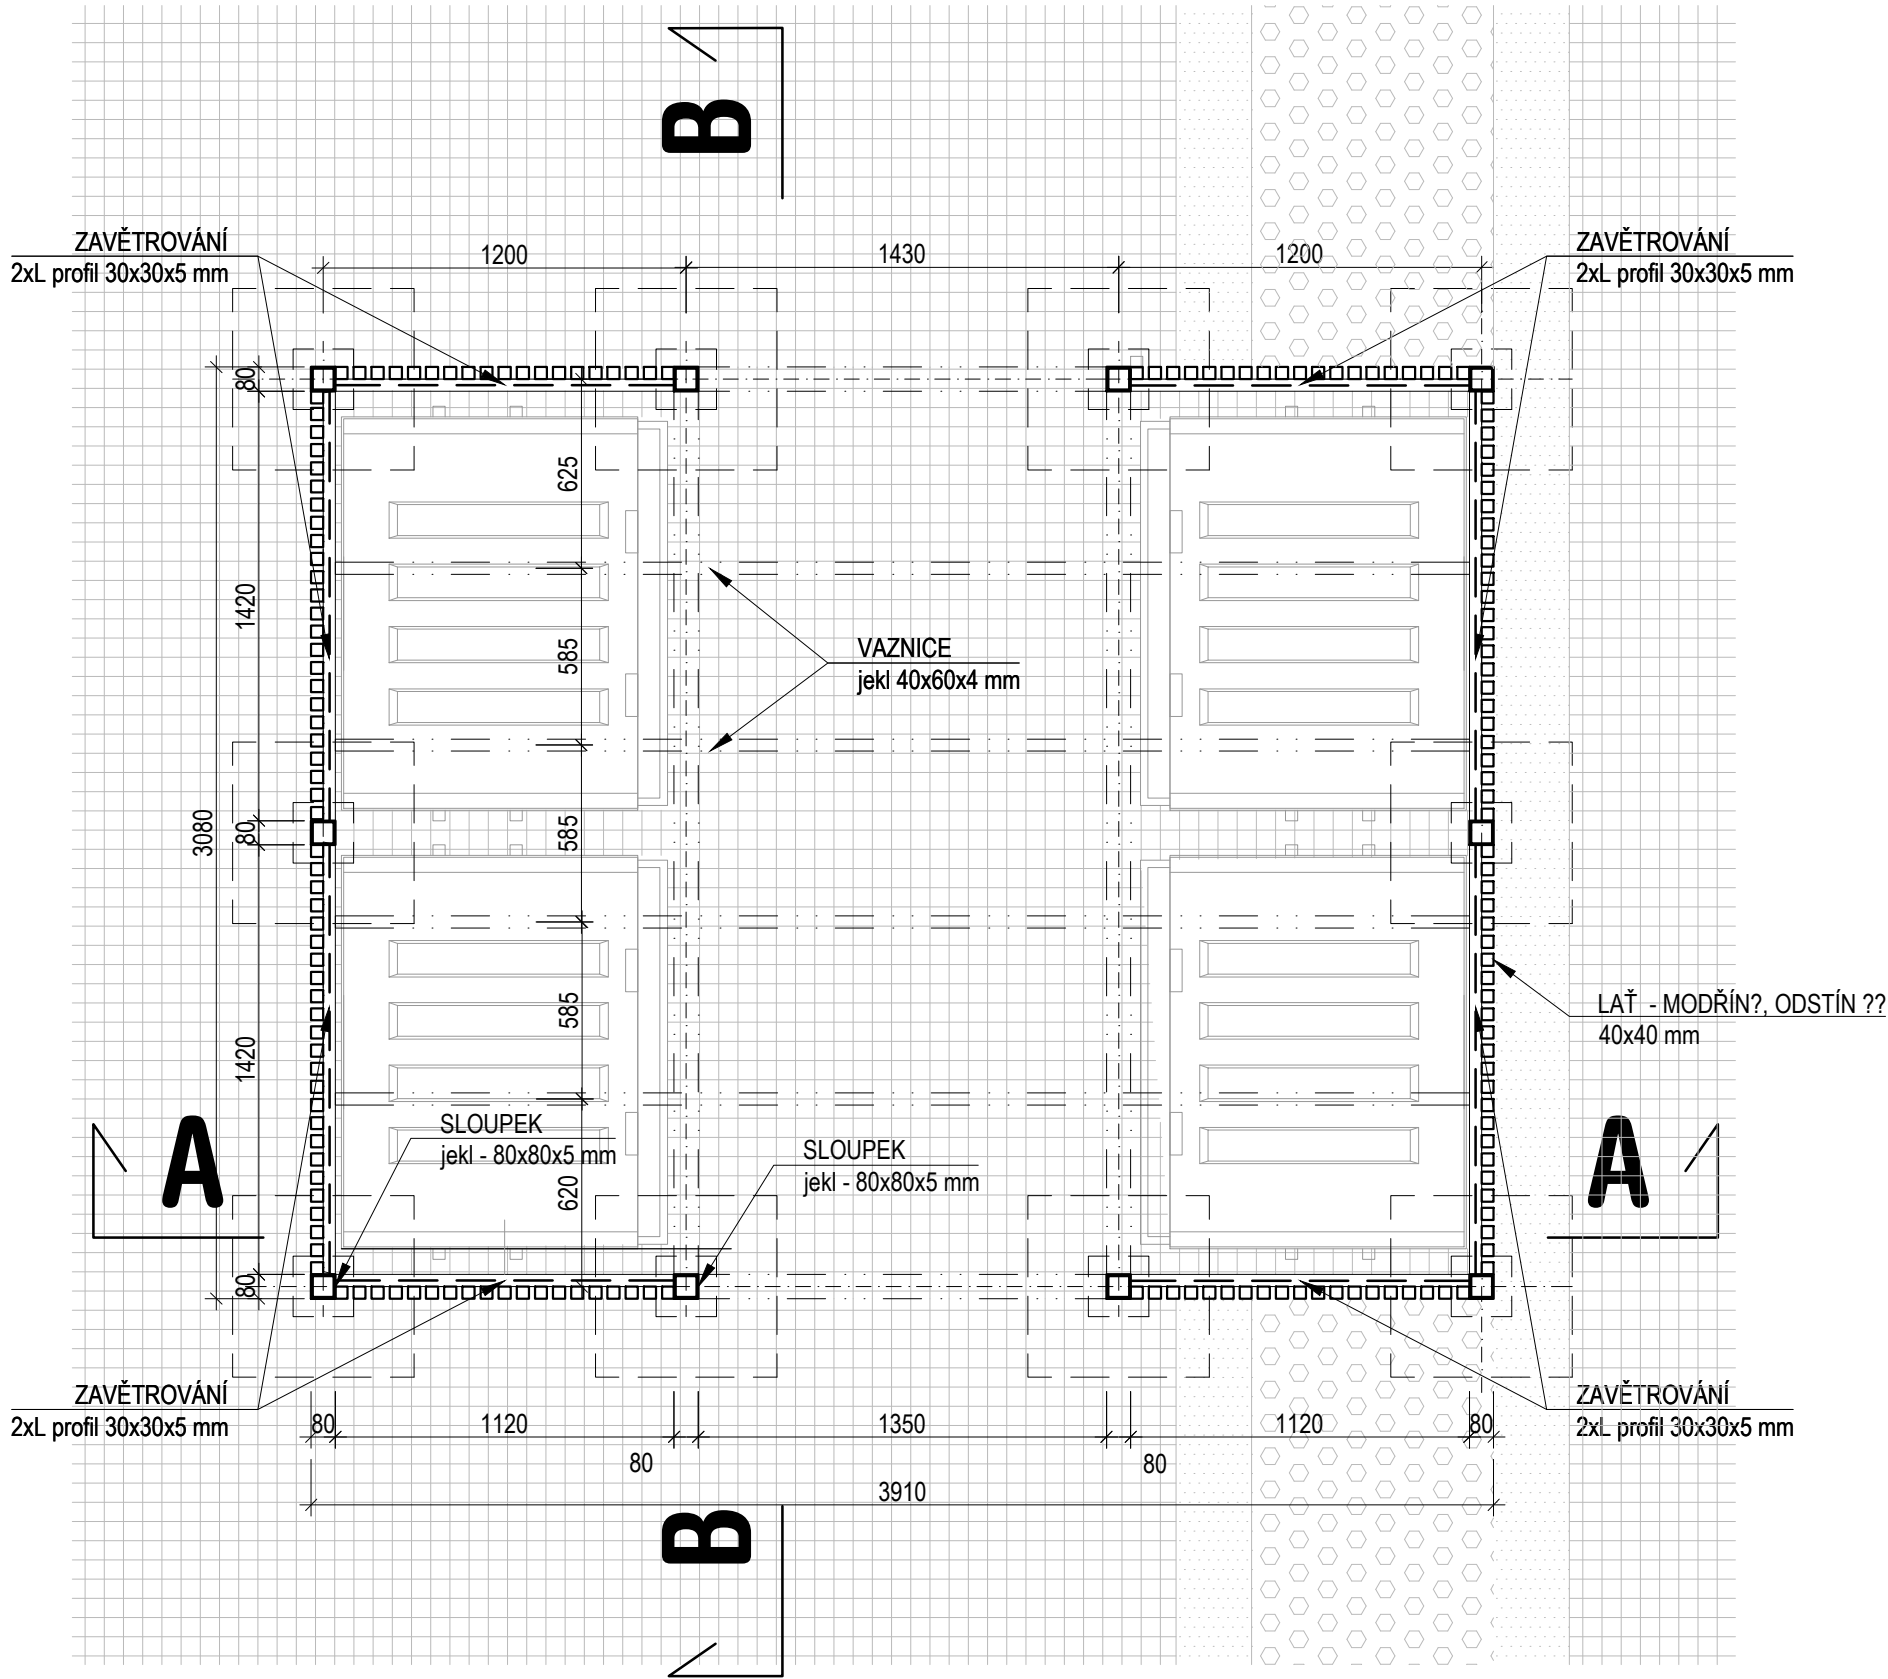 B
ZAVĚTROVÁNÍ
2xL profil 30x30x5 mm
1200
1430
1200
ZAVĚTROVÁNÍ
2xL profil 30x30x5 mm
80
625
1420
585
VAZNICE
jekl 40x60x4 mm
3080
80
585
585
LAŤ - MODŘÍN?, ODSTÍN ??
40x40 mm
1420
A
SLOUPEK
jekl - 80x80x5 mm
SLOUPEK
jekl - 80x80x5 mm
A
620
80
ZAVĚTROVÁNÍ
2xL profil 30x30x5 mm
80
1120
80
1350
80
1120
80
ZAVĚTROVÁNÍ
2xL profil 30x30x5 mm
3910
B